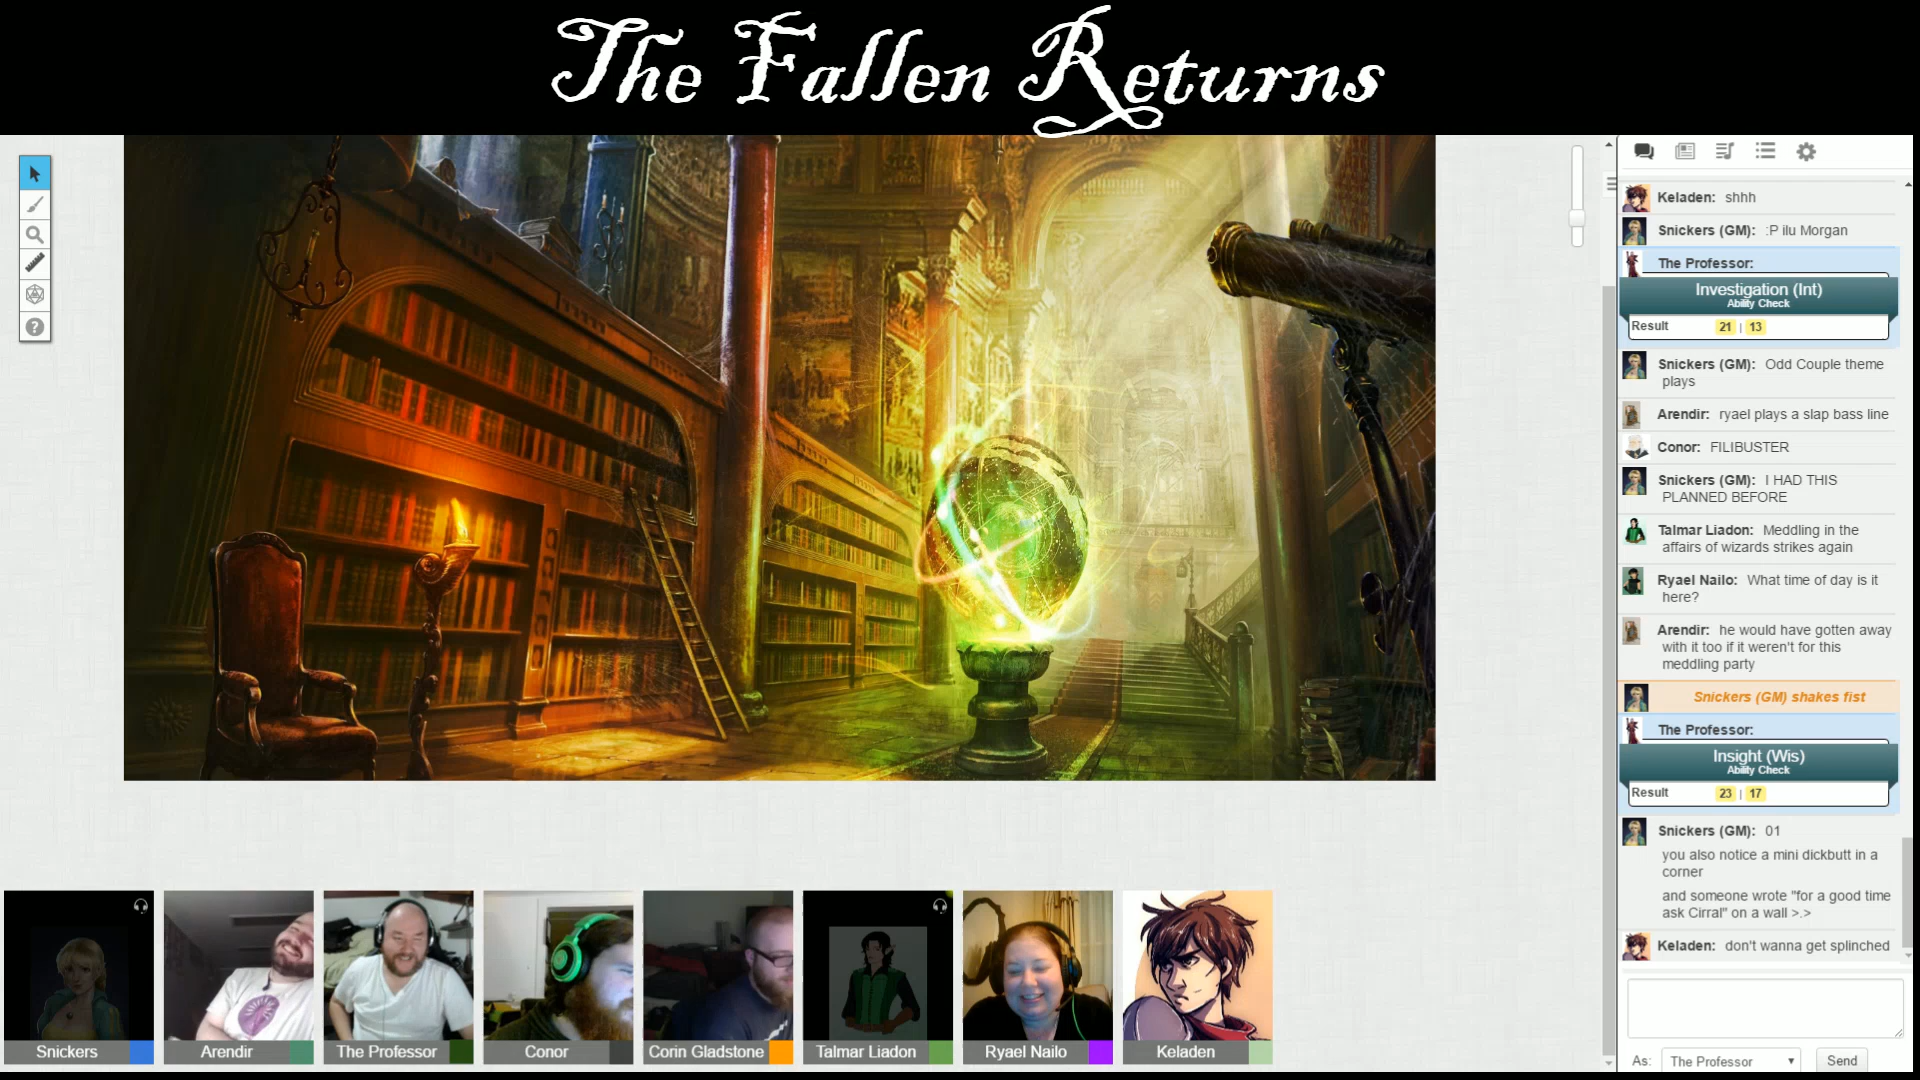 The Fallen Returns
Keladen: shhh
Snickers (GM): :P ilu Morgan
The Professor:
Investigation (Int)
Ability Check
Result 21 | 13
Snickers (GM): Odd Couple theme
plays
Arendir: ryael plays a slap bass line
Conor: FILIBUSTER
Snickers (GM): I HAD THIS
PLANNED BEFORE
Talmar Liadon: Meddling in the
affairs of wizards strikes again
Ryael Nailo: What time of day is it
here?
Arendir: he would have gotten away
with it too if it weren't for this
meddling party
Snickers (GM) shakes fist
The Professor:
Insight (Wis)
Ability Check
Result 23 | 17
Snickers (GM): 01
you also notice a mini dickbutt in a
corner
and someone wrote "for a good time
ask Cirral" on a wall >.>
Keladen: don't wanna get splinched
As: The Professor Send
Snickers
Arendir
The Professor
Conor
Corin Gladstone
Talmar Liadon
Ryael Nailo
Keladen